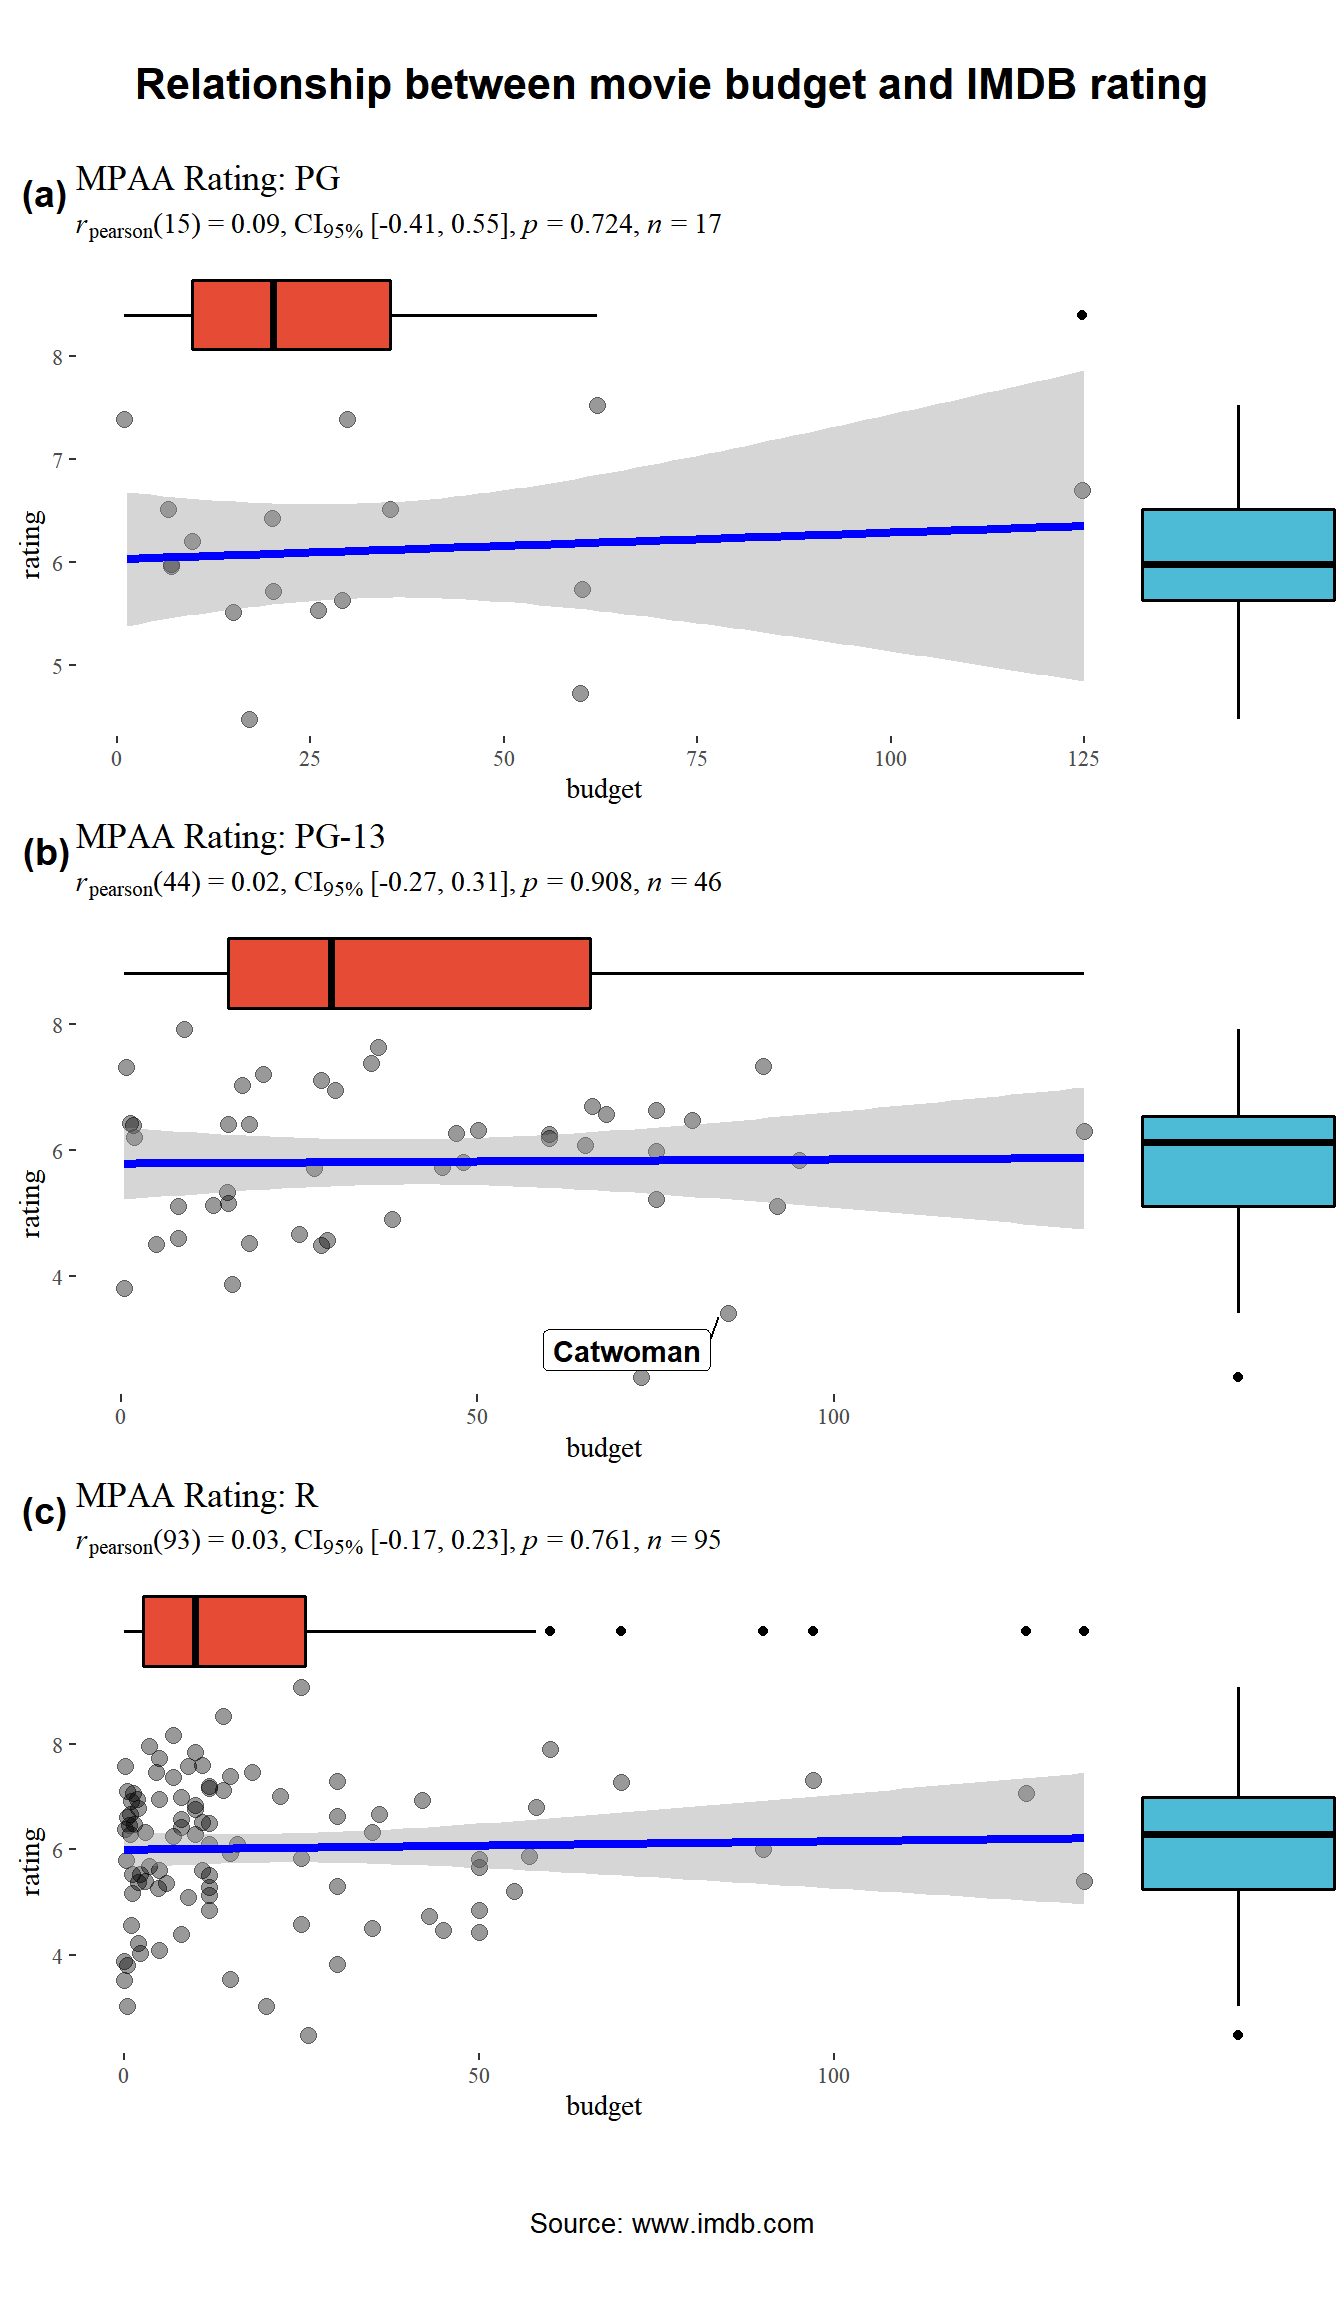 Relationship between movie budget and IMDB rating
(a) MPAA Rating: PG
rpearson(15) = 0.09, CI95% [-0.41, 0.55], p = 0.724, n = 17
8
7
6
5
rating
0 25 50 75 100 125
budget
(b) MPAA Rating: PG-13
rpearson(44) = 0.02, CI95% [-0.27, 0.31], p = 0.908, n = 46
8
6
4
rating
Catwoman
0 50 100
budget
(c) MPAA Rating: R
rpearson(93) = 0.03, CI95% [-0.17, 0.23], p = 0.761, n = 95
8
6
4
rating
0 50 100
budget
Source: www.imdb.com